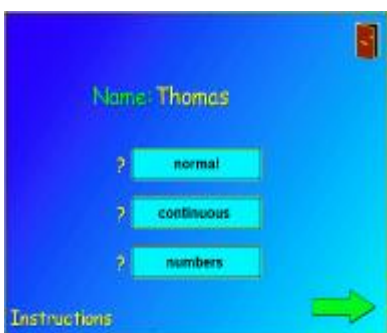 Name: Thomas
? normal
? continuous
? numbers
Instructions